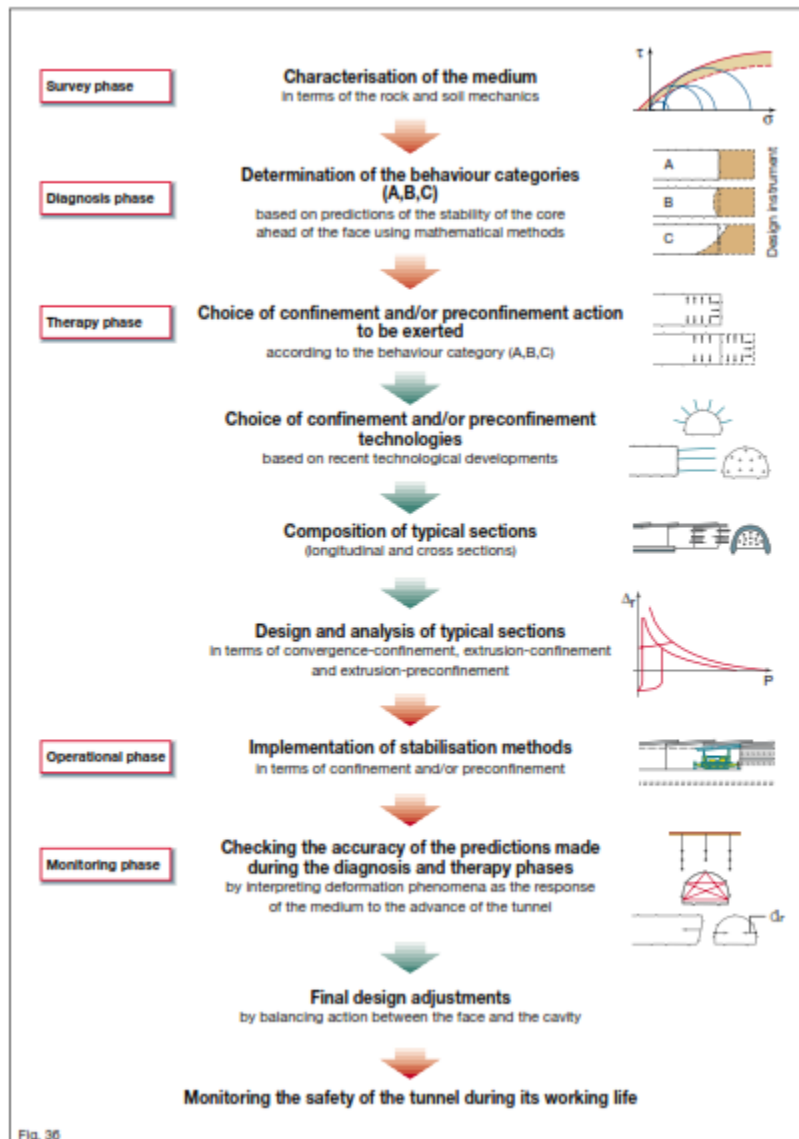 Survey phase
Characterisation of the medium
in terms of the rock and soil mechanics
τ
σ
Diagnosis phase
Determination of the behaviour categories
(A,B,C)
based on predictions of the stability of the core
ahead of the face using mathematical methods
A
B
C
Design instrument
Therapy phase
Choice of confinement and/or preconfinement action
to be exerted
according to the behaviour category (A,B,C)
Choice of confinement and/or preconfinement
technologies
based on recent technological developments
Composition of typical sections
(longitudinal and cross sections)
Design and analysis of typical sections
in terms of convergence-confinement, extrusion-confinement
and extrusion-preconfinement
Δr
P
Operational phase
Implementation of stabilisation methods
in terms of confinement and/or preconfinement
Monitoring phase
Checking the accuracy of the predictions made
during the diagnosis and therapy phases
by interpreting deformation phenomena as the response
of the medium to the advance of the tunnel
dr
Final design adjustments
by balancing action between the face and the cavity
Monitoring the safety of the tunnel during its working life
Fig. 36